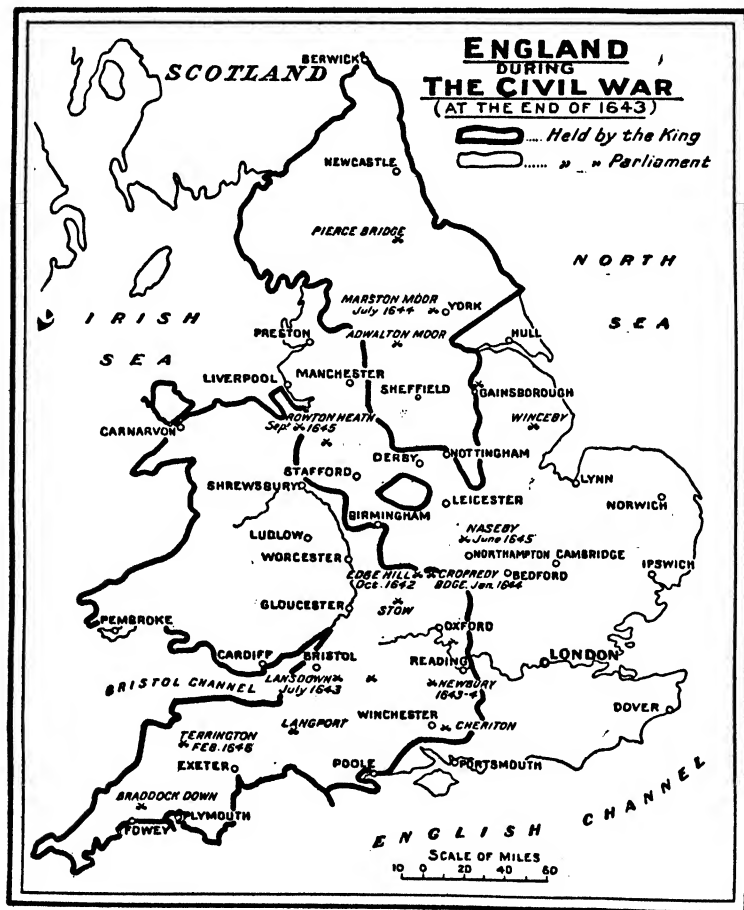 ENGLAND
DURING
THE CIVIL WAR
(AT THE END OF 1643)
.... Held by the King
...... „ „ Parliament
SCOTLAND
BERWICK
NEWCASTLE
PIERCE BRIDGE
NORTH
SEA
IRISH
SEA
MARSTON MOOR
July 1644
YORK
PRESTON
ADWALTON MOOR
HULL
LIVERPOOL
MANCHESTER
SHEFFIELD
GAINSBOROUGH
ROWTON HEATH
Sept 1645
WINCEBY
CARNARVON
DERBY
NOTTINGHAM
STAFFORD
SHREWSBURY
LYNN
LEICESTER
NORWICH
BIRMINGHAM
LUDLOW
NASEBY
June 1645
WORCESTER
NORTHAMPTON
CAMBRIDGE
EDGE HILL
Oct. 1642
CROPREDY
BDGE. Jan. 1644
BEDFORD
IPSWICH
GLOUCESTER
STOW
PEMBROKE
OXFORD
CARDIFF
BRISTOL
READING
LONDON
BRISTOL CHANNEL
LANSDOWN
July 1643
NEWBURY
1643-4
DOVER
LANGPORT
WINCHESTER
CHERITON
TERRINGTON
FEB. 1646
EXETER
POOLE
PORTSMOUTH
BRADDOCK DOWN
PLYMOUTH
FOWEY
ENGLISH CHANNEL
SCALE OF MILES
10 0 20 40 60